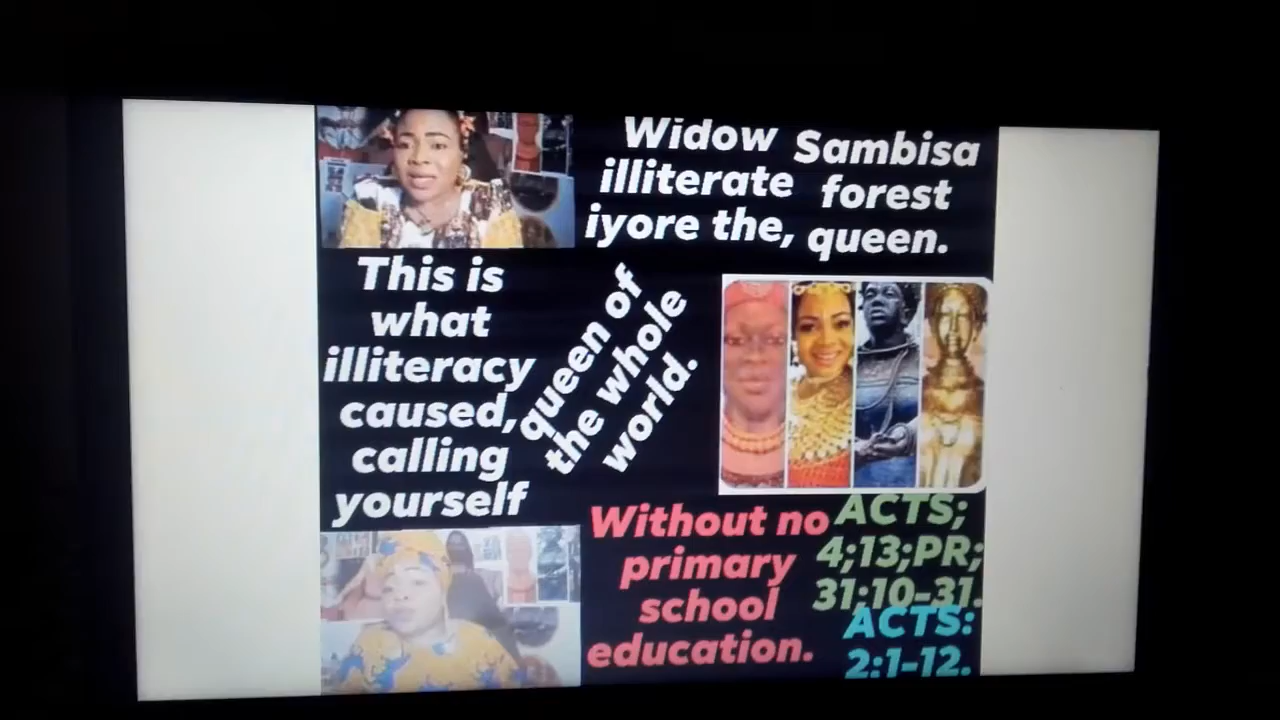 Widow Sambisa
illiterate forest
iyore the, queen.
This is
what
illiteracy
caused,
calling
yourself
queen of
the whole
world.
Without no
primary
school
education.
ACTS;
4;13;PR;
31:10-31.
ACTS:
2:1-12.